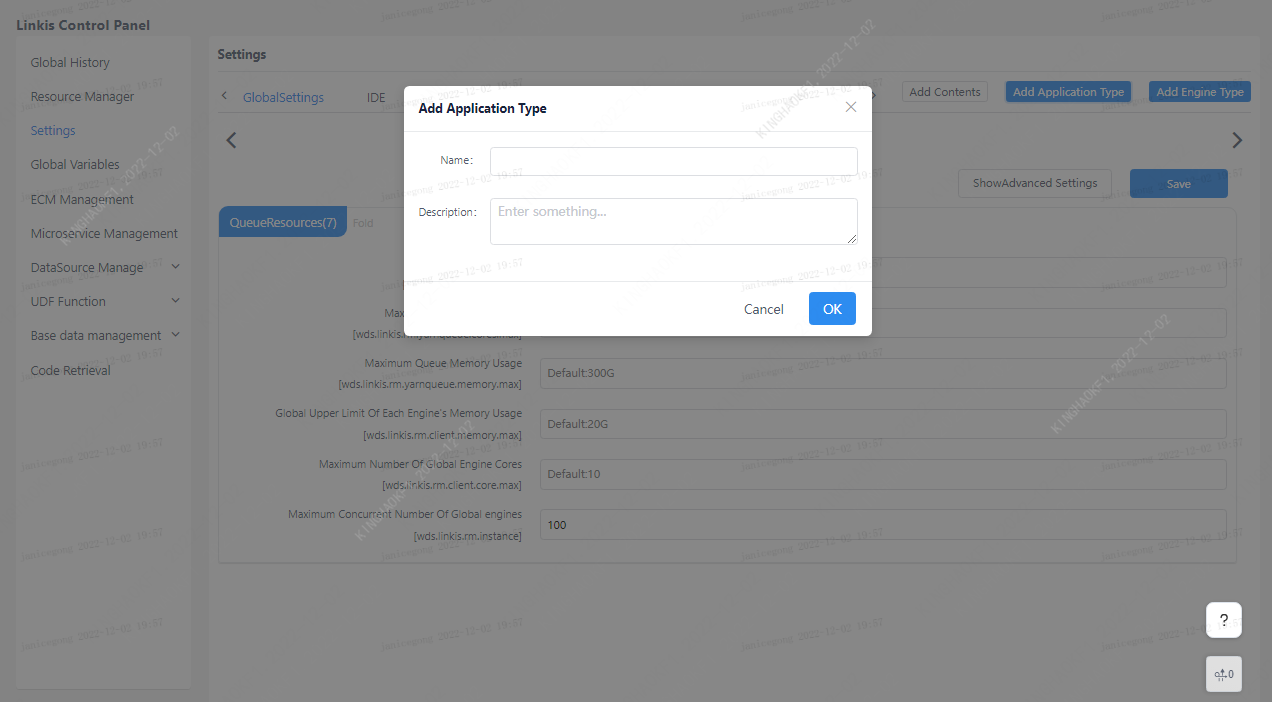 Linkis Control Panel
Global History
Resource Manager
Settings
Global Variables
ECM Management
Microservice Management
DataSource Manage
UDF Function
Base data management
Code Retrieval
Settings
GlobalSettings
IDE
Add Contents
Add Application Type
Add Engine Type
ShowAdvanced Settings
Save
QueueResources(7)
Fold
Add Application Type
Name:
Description:
Enter something...
Cancel
OK
[wds.linkis.rm.yarnqueue.cores.max]
Maximum Queue Memory Usage
[wds.linkis.rm.yarnqueue.memory.max]
Default:300G
Global Upper Limit Of Each Engine's Memory Usage
[wds.linkis.rm.client.memory.max]
Default:20G
Maximum Number Of Global Engine Cores
[wds.linkis.rm.client.core.max]
Default:10
Maximum Concurrent Number Of Global engines
[wds.linkis.rm.instance]
100
?
0